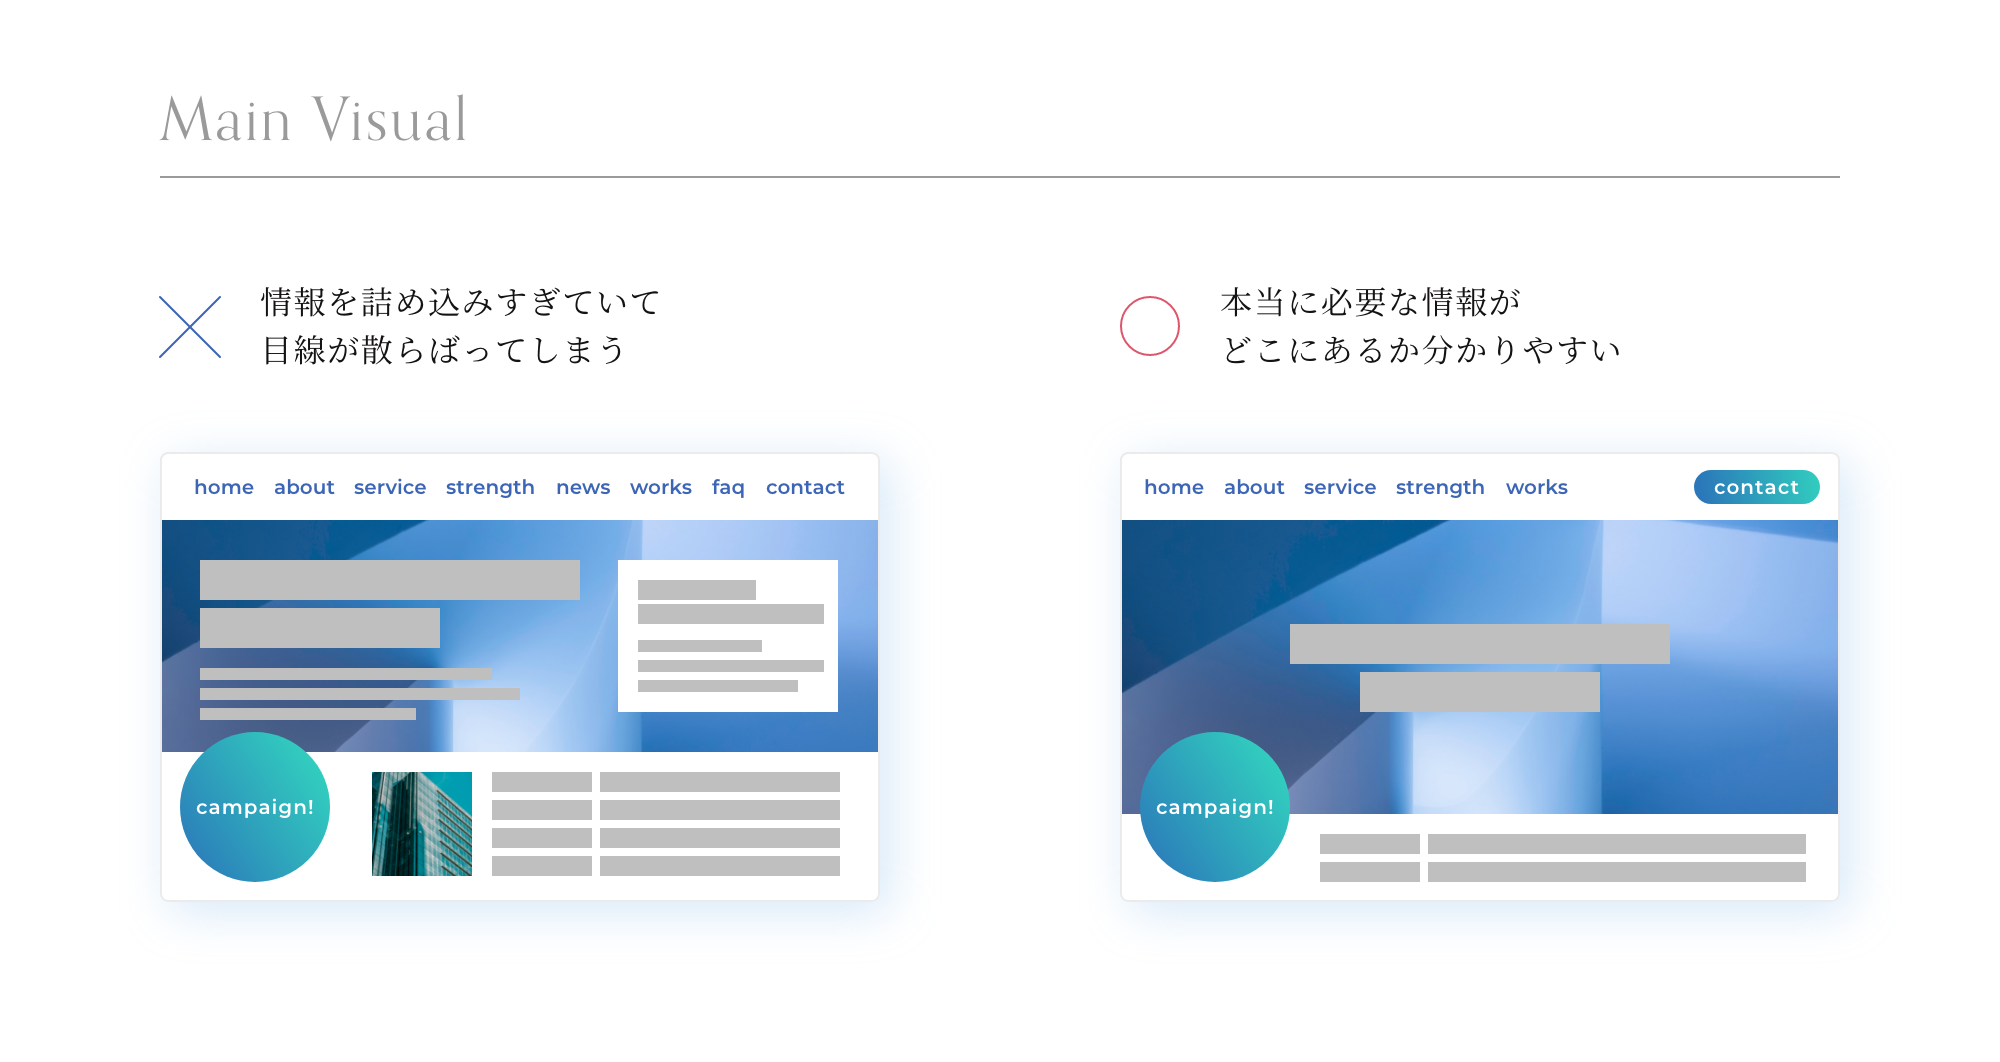 Main Visual
情報を詰め込みすぎていて
目線が散らばってしまう
home about service strength news works faq contact
campaign!
本当に必要な情報が
どこにあるか分かりやすい
home about service strength works contact
campaign!